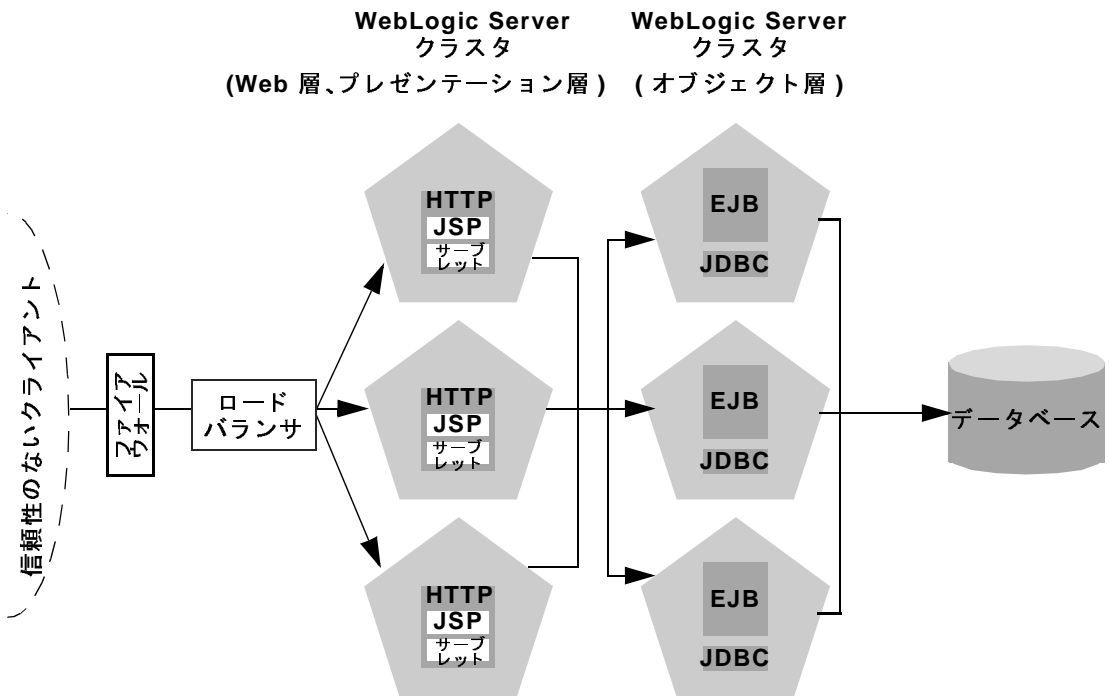 WebLogic Server
クラスタ
(Web 層、プレゼンテーション層 )
WebLogic Server
クラスタ
( オブジェクト層 )
信頼性のないクライアント
ファイア
ウォール
ロード
バランサ
HTTP
JSP
サーブ
レット
HTTP
JSP
サーブ
レット
HTTP
JSP
サーブ
レット
EJB
JDBC
EJB
JDBC
EJB
JDBC
データベース